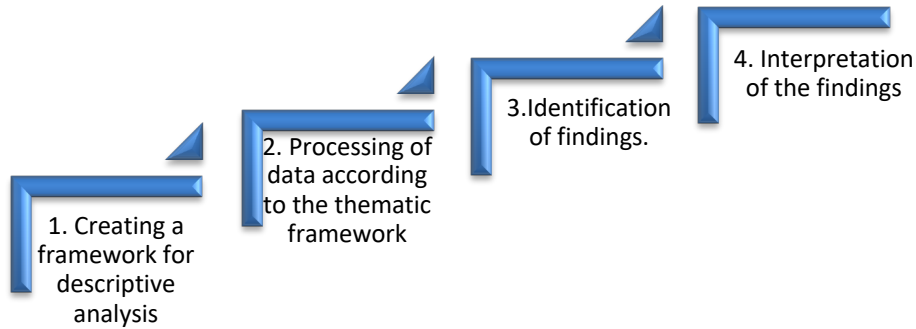 1. Creating a
framework for
descriptive
analysis
2. Processing of
data according
to the thematic
framework
3.Identification
of findings.
4. Interpretation
of the findings